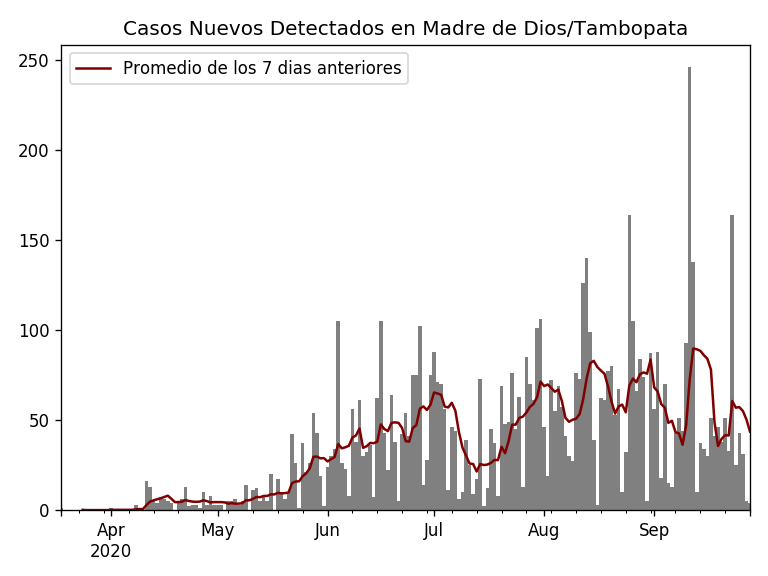 Casos Nuevos Detectados en Madre de Dios/Tambopata
Promedio de los 7 dias anteriores
250
200
150
100
50
0
Apr May Jun Jul Aug Sep
2020